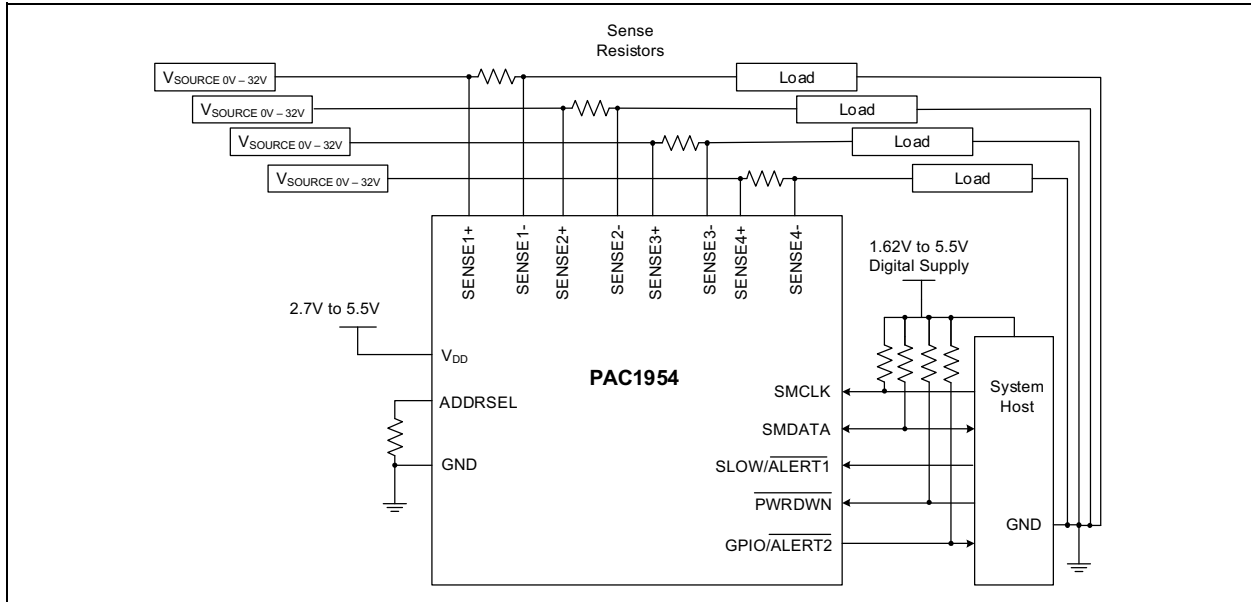 Sense
Resistors
VSOURCE 0V – 32V
Load
VSOURCE 0V – 32V
Load
VSOURCE 0V – 32V
Load
VSOURCE 0V – 32V
Load
SENSE1+
SENSE1-
SENSE2+
SENSE2-
SENSE3+
SENSE3-
SENSE4+
SENSE4-
1.62V to 5.5V
Digital Supply
2.7V to 5.5V
VDD
PAC1954
ADDRSEL
GND
SMCLK
SMDATA
SLOW/ALERT1
PWRDWN
GPIO/ALERT2
System
Host
GND